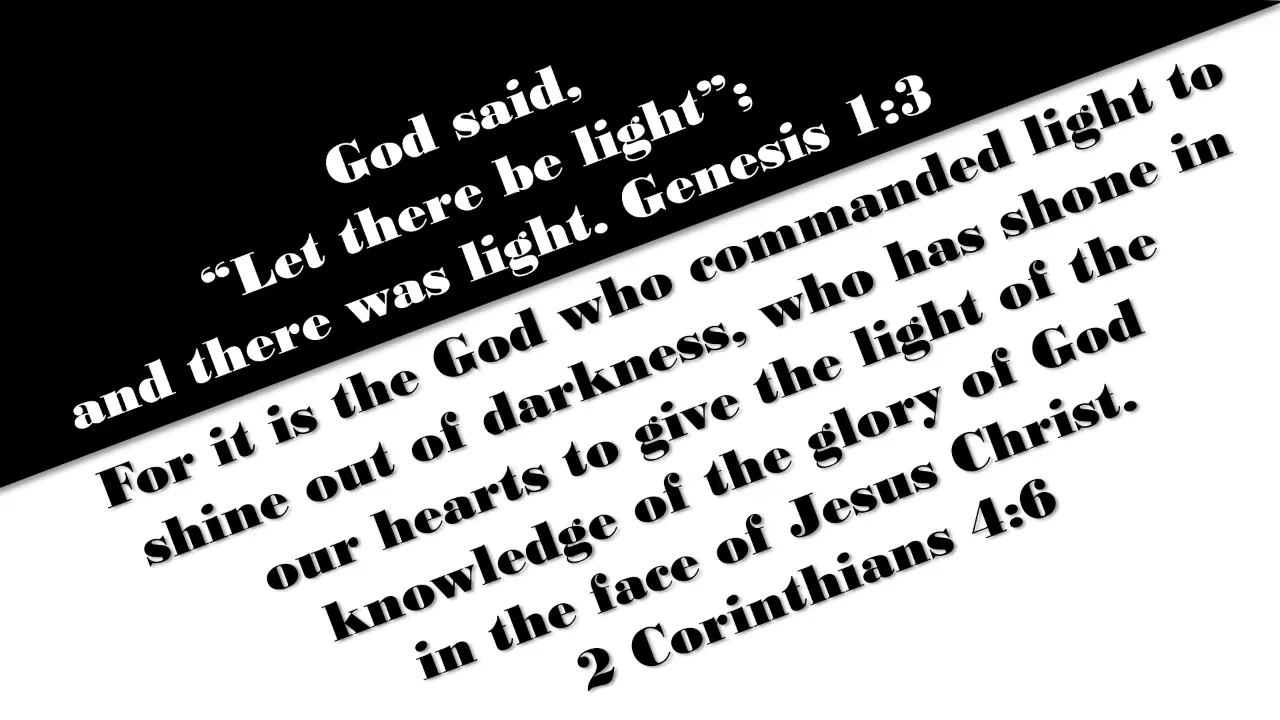 God said,
“Let there be light”;
and there was light. Genesis 1:3
For it is the God who commanded light to
shine out of darkness, who has shone in
our hearts to give the light of the
knowledge of the glory of God
in the face of Jesus Christ.
2 Corinthians 4:6